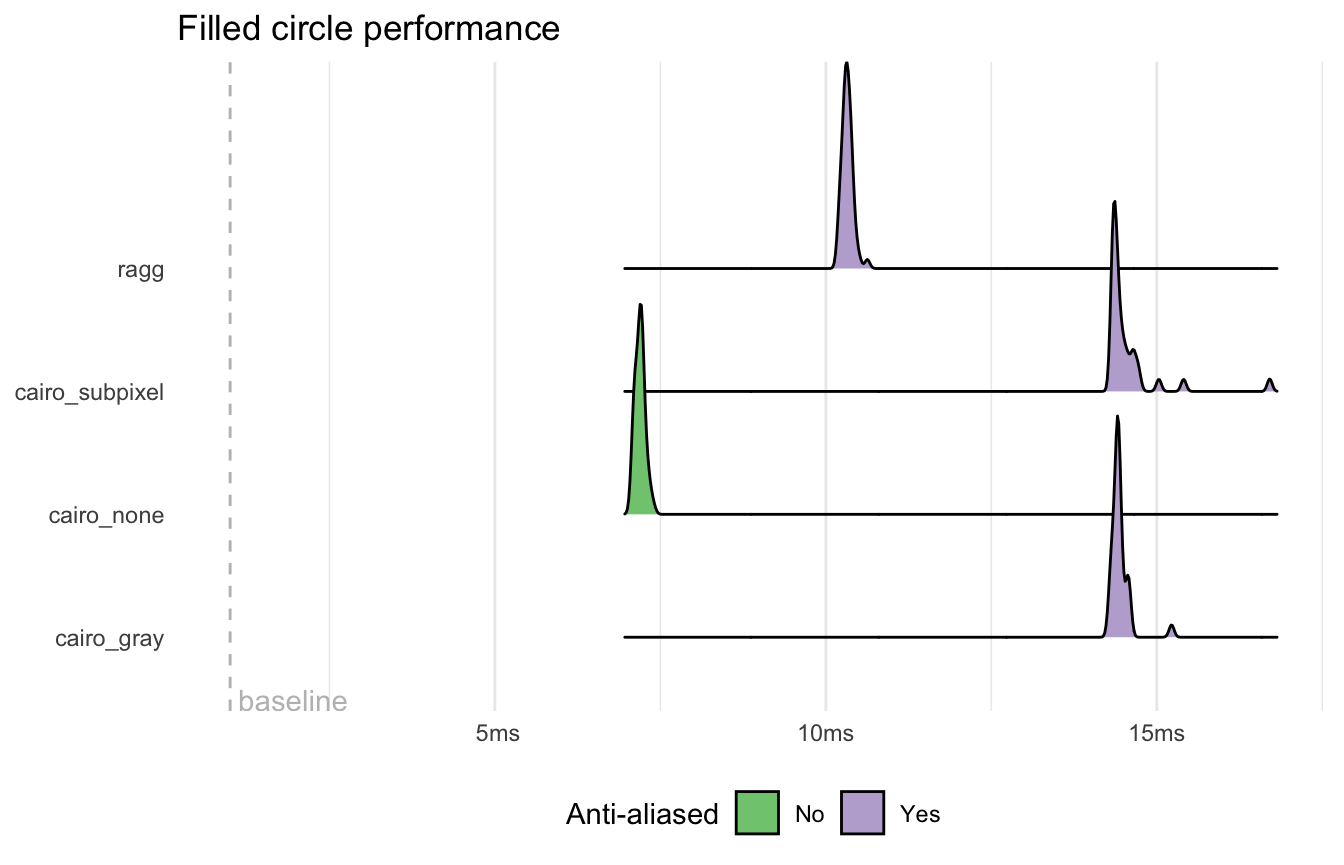 Filled circle performance
ragg
cairo_subpixel
cairo_none
cairo_gray
baseline
5ms 10ms 15ms
Anti-aliased No Yes